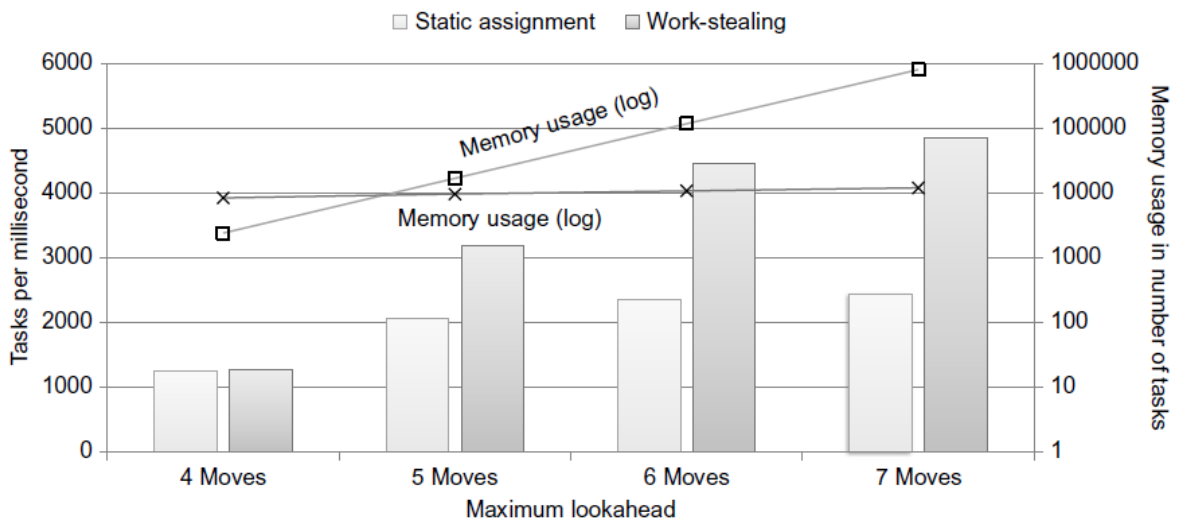 Static assignment
Work-stealing
Tasks per millisecond
6000
5000
4000
3000
2000
1000
0
Memory usage (log)
Memory usage (log)
1000000
100000
10000
1000
100
10
1
Memory usage in number of tasks
4 Moves
5 Moves
6 Moves
7 Moves
Maximum lookahead